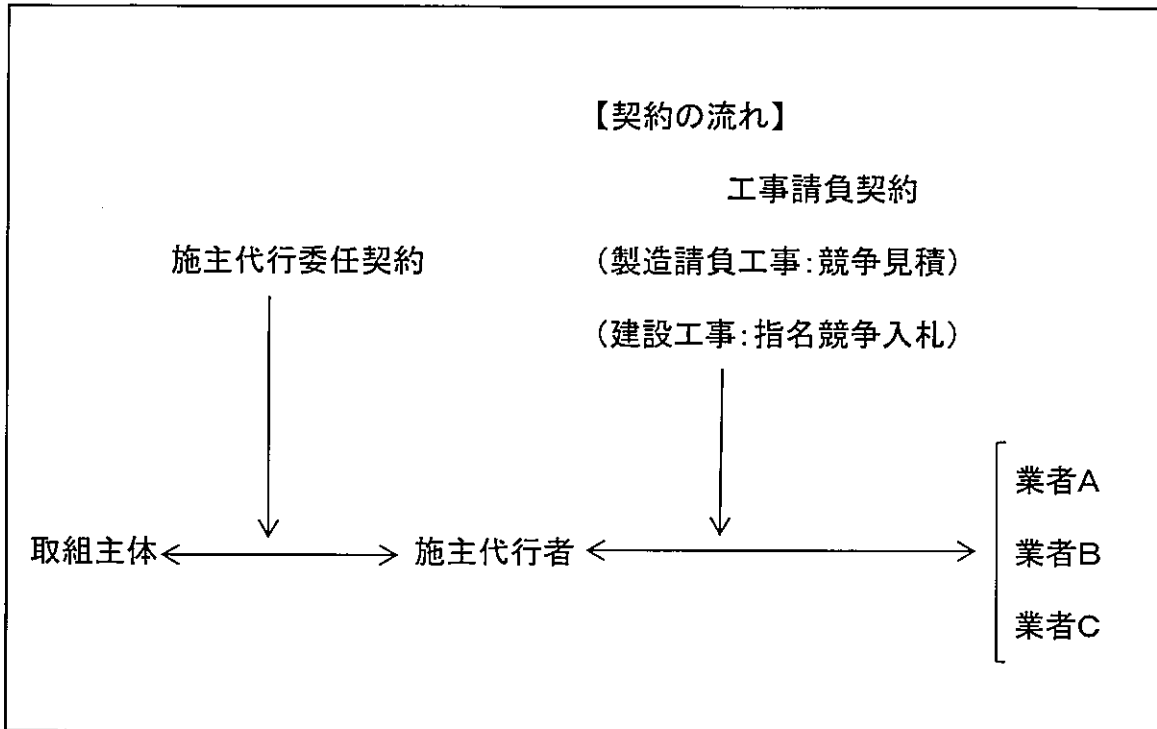 【契約の流れ】
工事請負契約
施主代行委任契約
（製造請負工事：競争見積）
（建設工事：指名競争入札）
業者A
取組主体
施主代行者
業者B
業者C